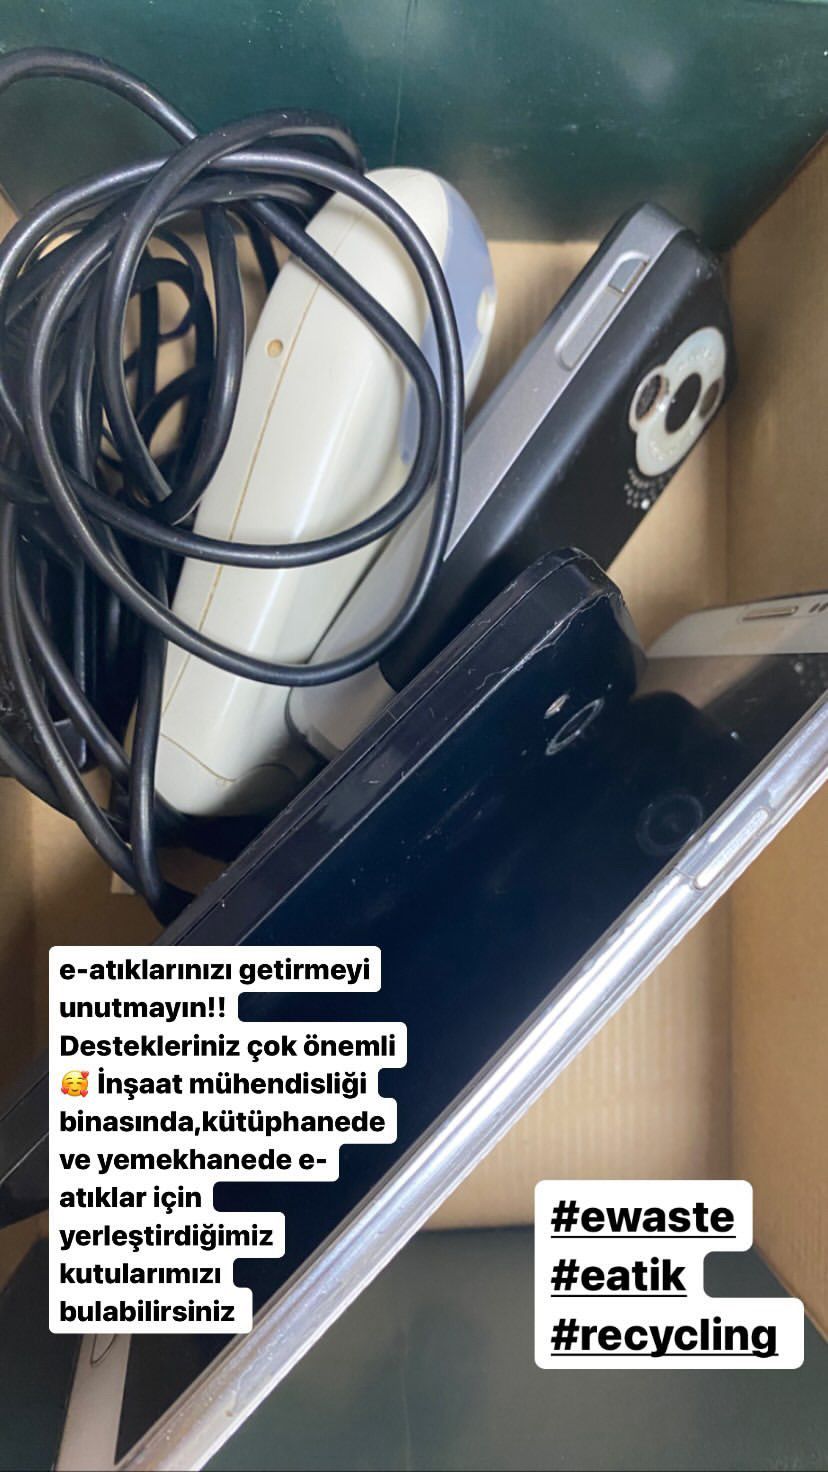 e-atıklarınızı getirmeyi
unutmayın!!
Destekleriniz çok önemli
🥰 İnşaat mühendisliği
binasında,kütüphanede
ve yemekhanede e-
atıklar için
yerleştirdiğimiz
kutularımızı
bulabilirsiniz
#ewaste
#eatik
#recycling